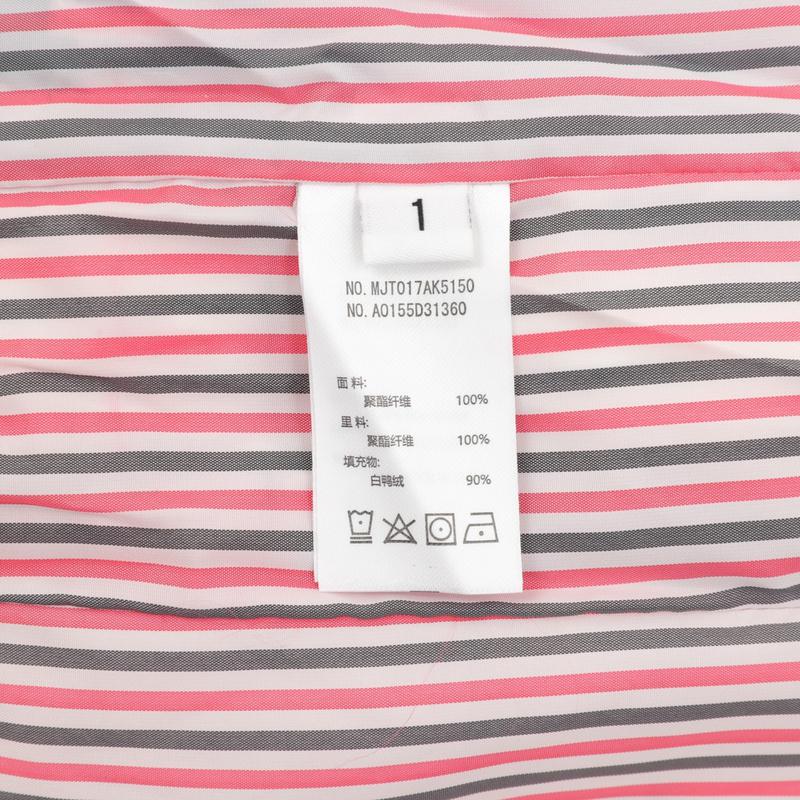 1
NO. MJT017AK5150
NO. A0155D31360
面料:
聚酯纤维 100%
里料:
聚酯纤维 100%
填充物:
白鸭绒 90%